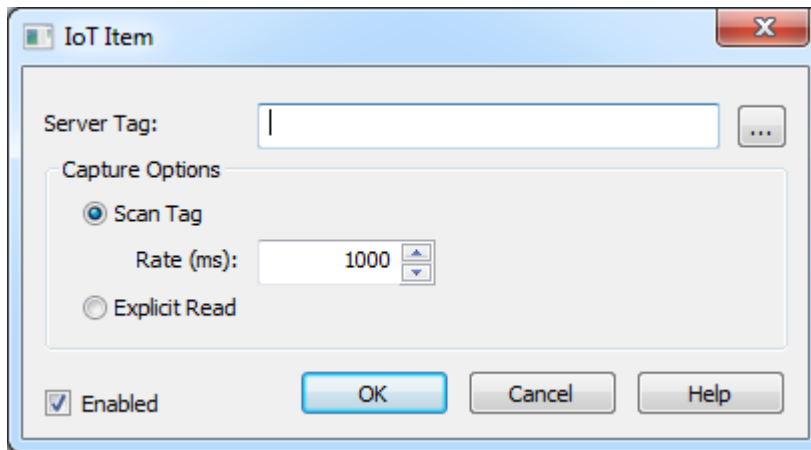 IoT Item
Server Tag:
...
Capture Options
Scan Tag
Rate (ms): 1000
Explicit Read
Enabled OK Cancel Help